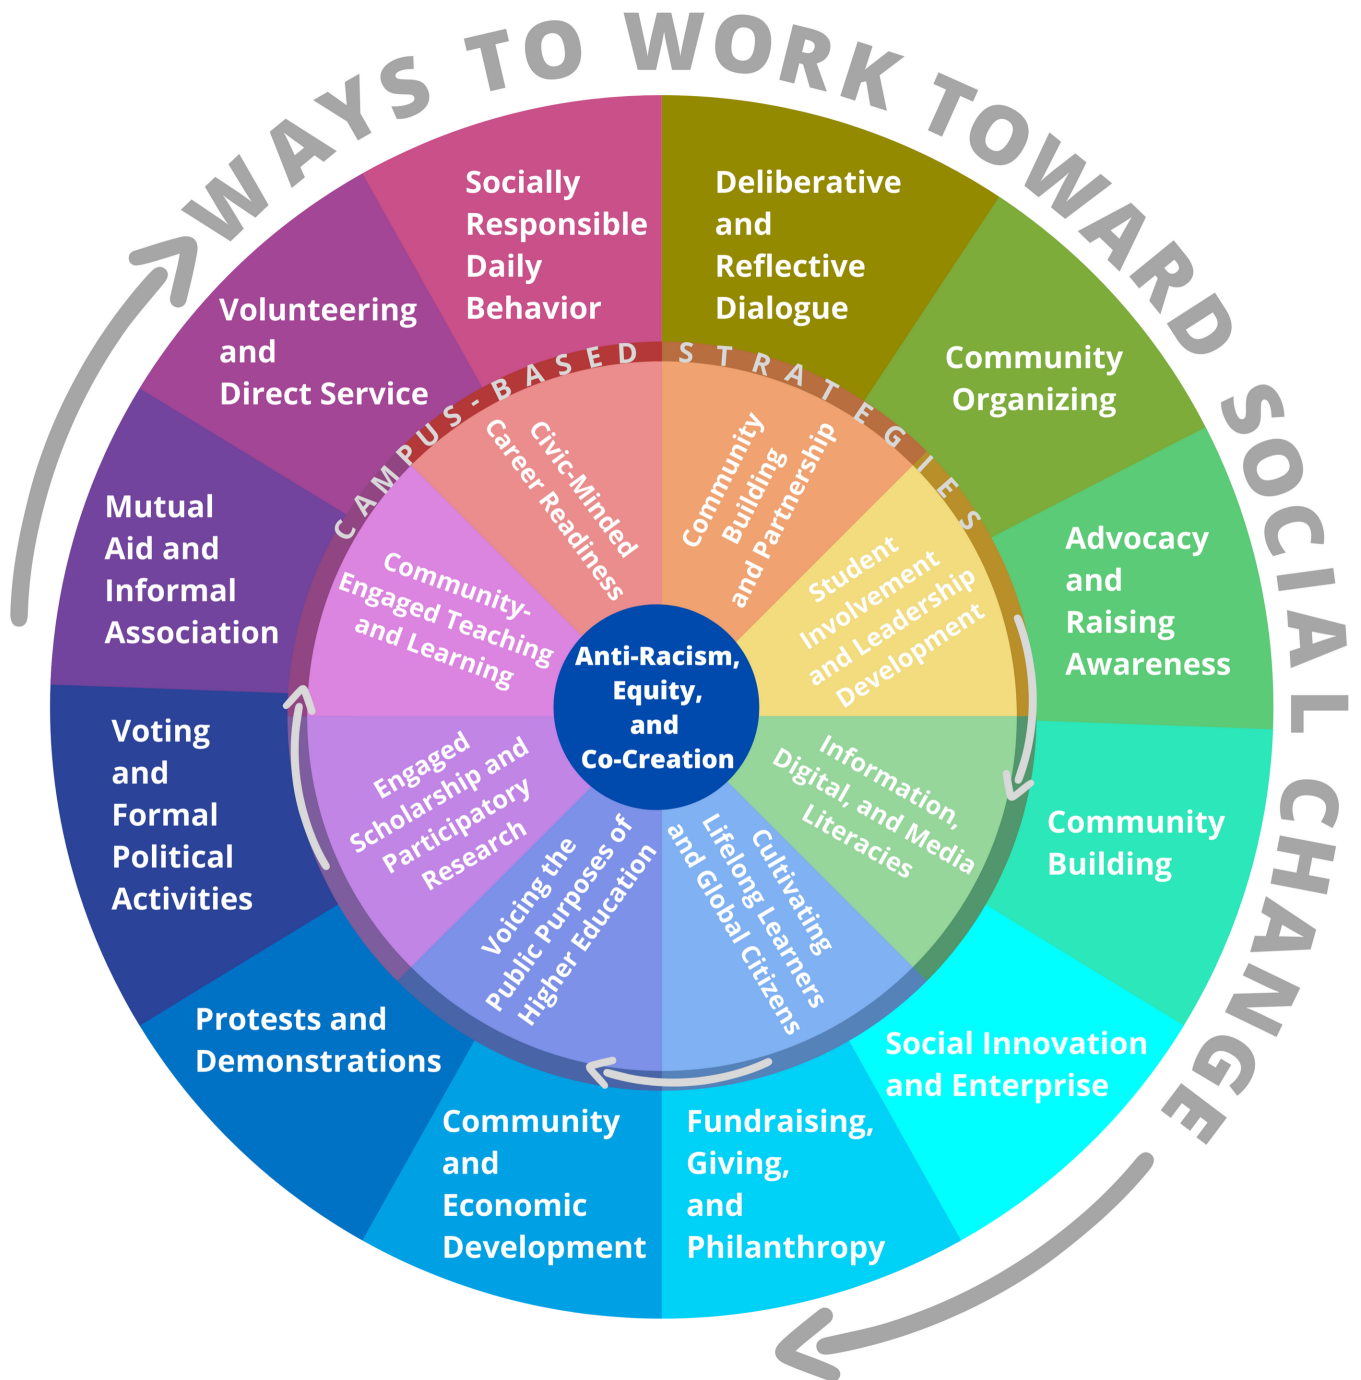 WAYS TO WORK TOWARD SOCIAL CHANGE
Deliberative
and
Reflective
Dialogue
Community
Organizing
Advocacy
and
Raising
Awareness
Community
Building
Social Innovation
and Enterprise
Fundraising,
Giving,
and
Philanthropy
Community
and
Economic
Development
Protests and
Demonstrations
Voting
and
Formal
Political
Activities
Mutual
Aid and
Informal
Association
Volunteering
and
Direct Service
Socially
Responsible
Daily
Behavior
CAMPUS-BASED STRATEGIES
Community
Building
and Partnership
Student
Involvement
and Leadership
Development
Information,
Digital, and Media
Literacies
Cultivating
Lifelong Learners
and Global Citizens
Voicing the
Public Purposes of
Higher Education
Engaged
Scholarship and
Participatory
Research
Community-
Engaged Teaching
and Learning
Civic-Minded
Career Readiness
Anti-Racism,
Equity,
and
Co-Creation